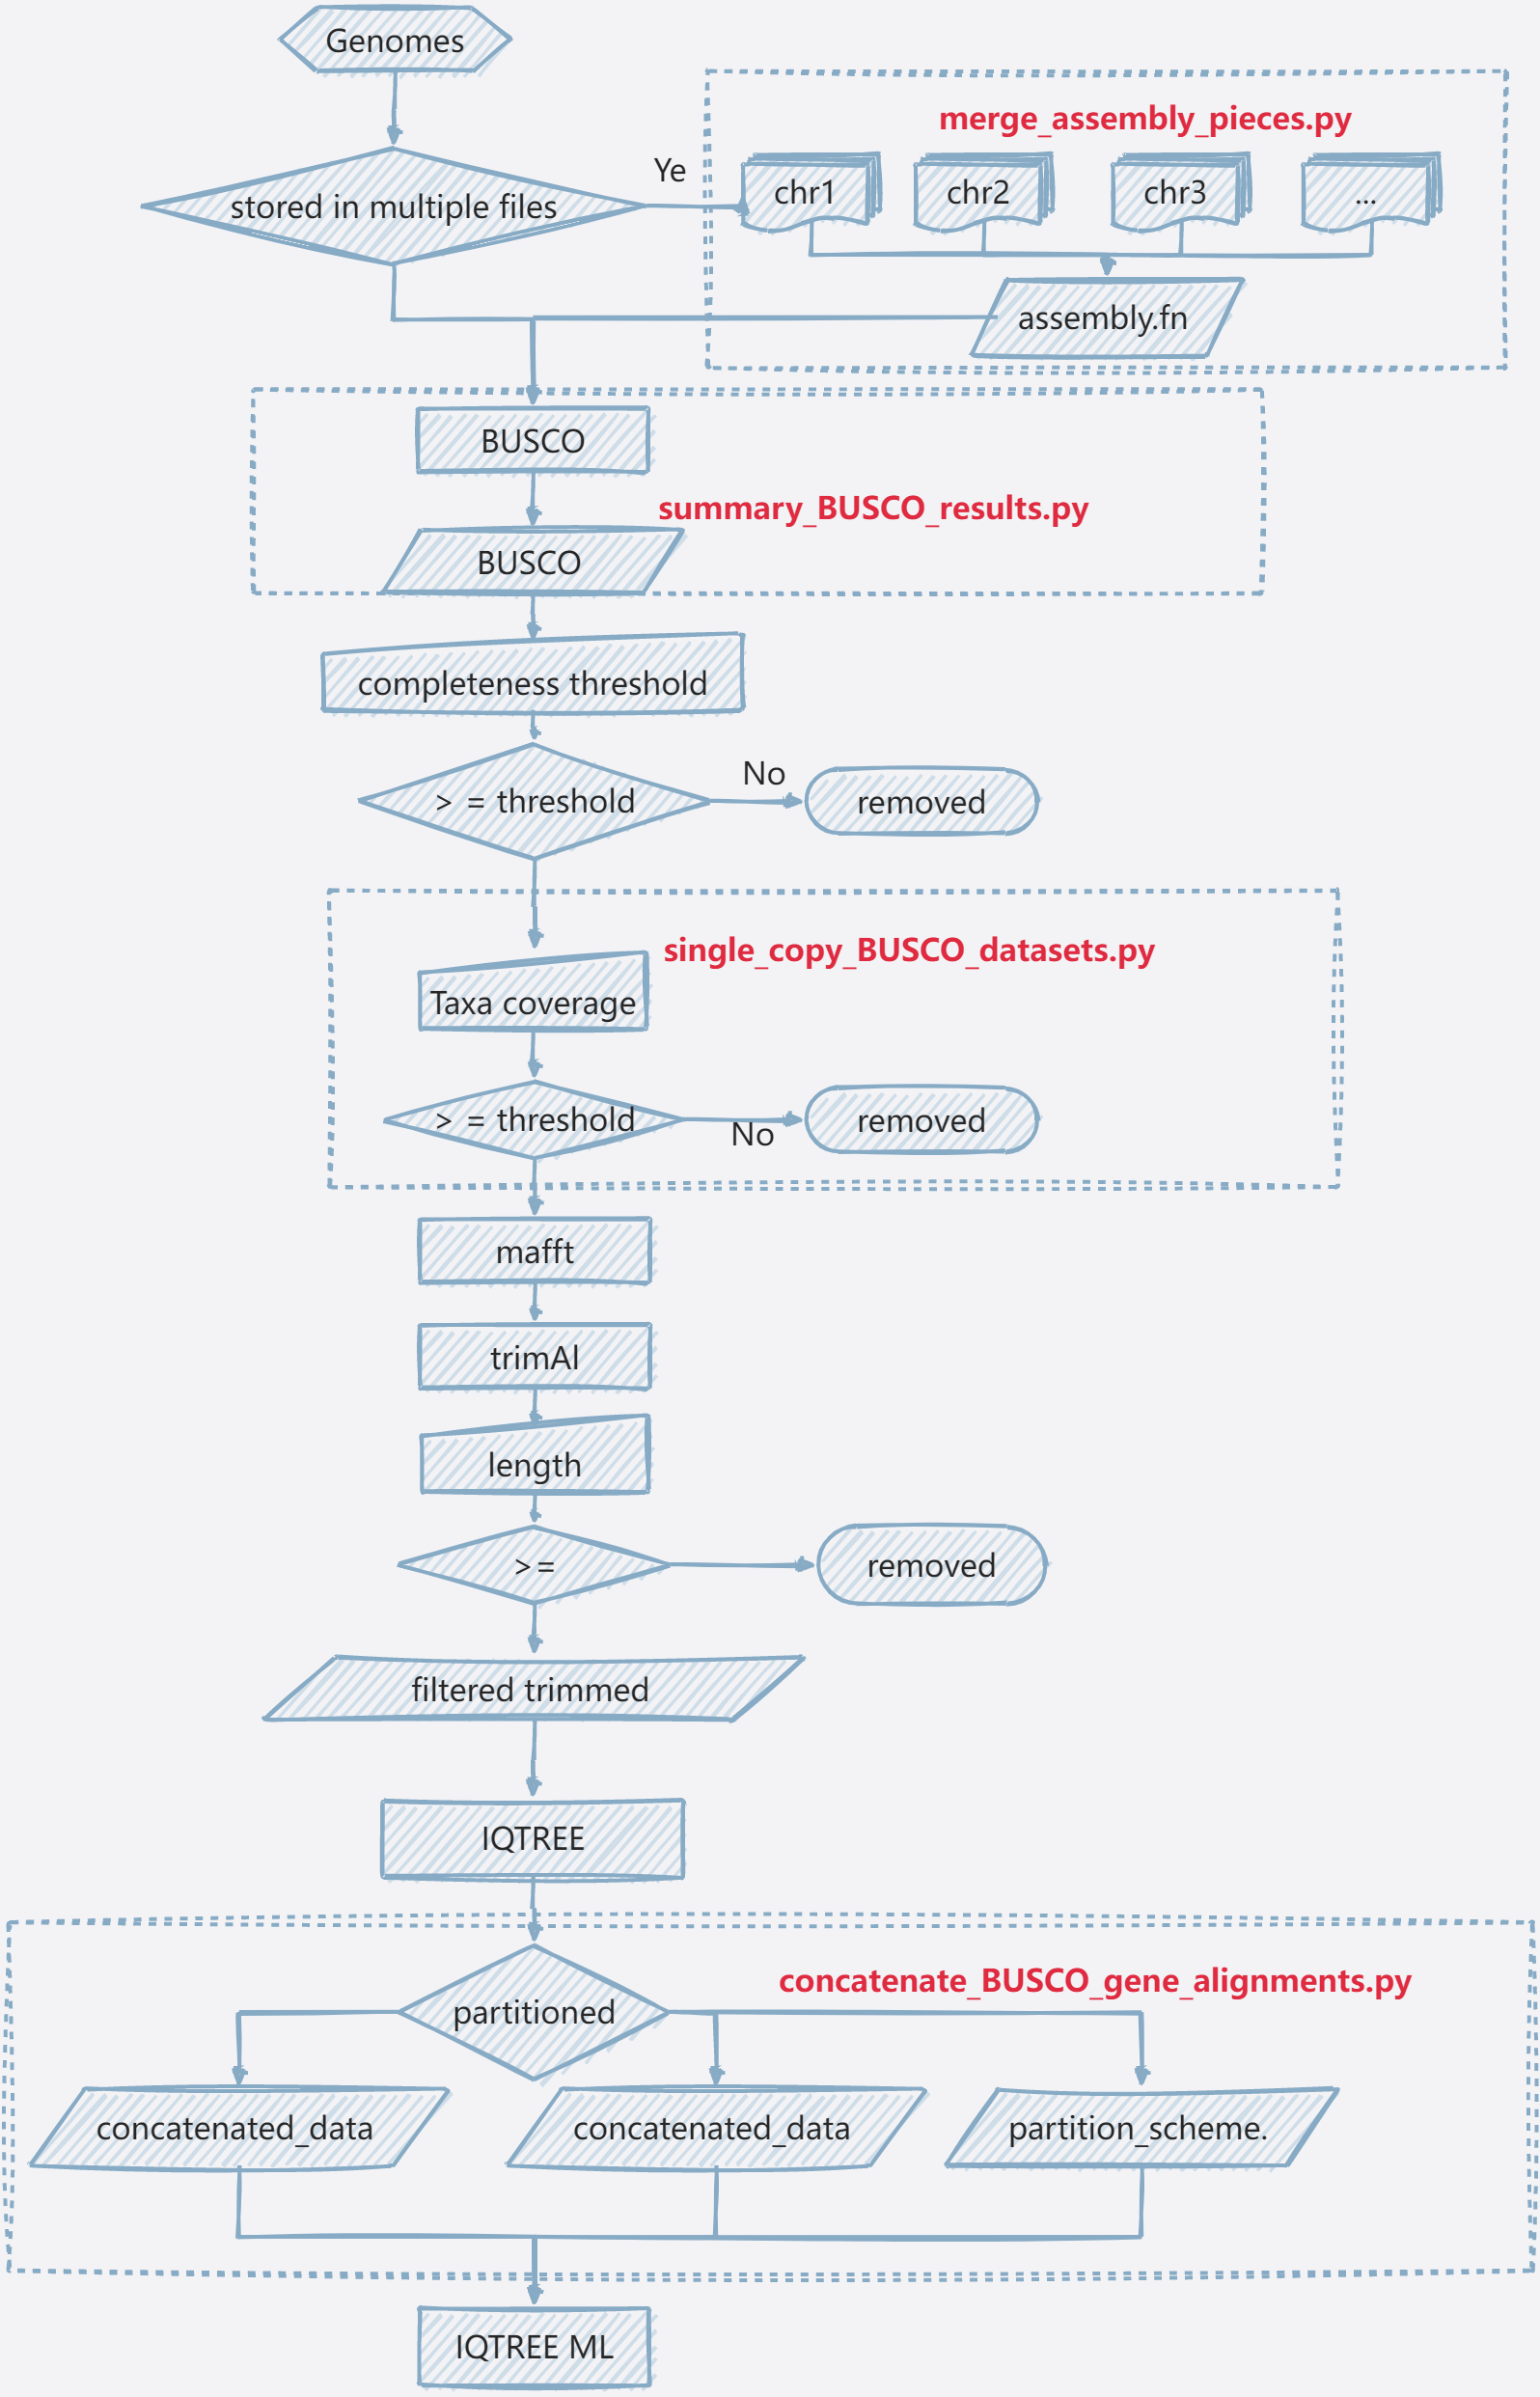 Genomes
merge_assembly_pieces.py
Ye
stored in multiple files
chr1
chr2
chr3
...
assembly.fn
BUSCO
summary_BUSCO_results.py
BUSCO
completeness threshold
> = threshold
No
removed
single_copy_BUSCO_datasets.py
Taxa coverage
> = threshold
No
removed
mafft
trimAl
length
>=
removed
filtered trimmed
IQTREE
concatenate_BUSCO_gene_alignments.py
partitioned
concatenated_data
concatenated_data
partition_scheme.
IQTREE ML